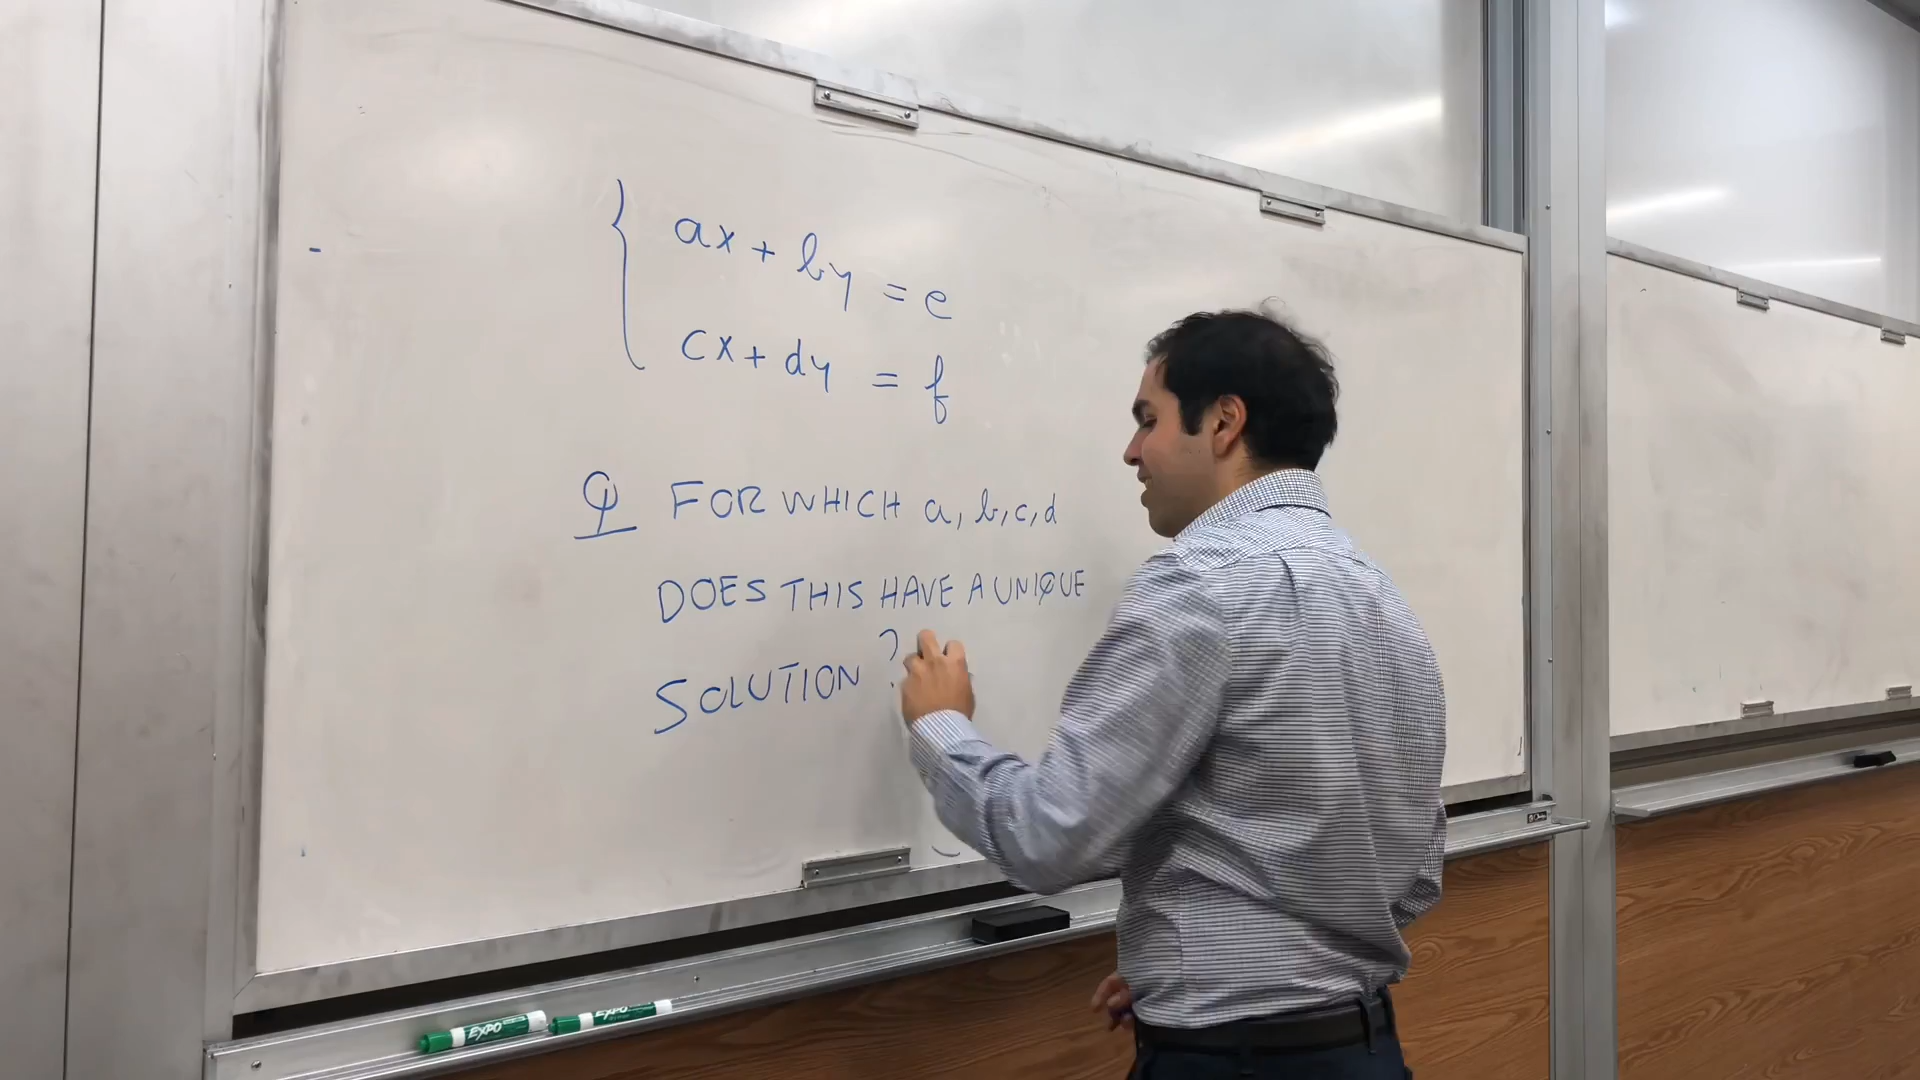 ax + by = e
cx + dy = f
Q FOR WHICH a, b, c, d
DOES THIS HAVE A UNIQUE
SOLUTION ?
EXPO
EXPO